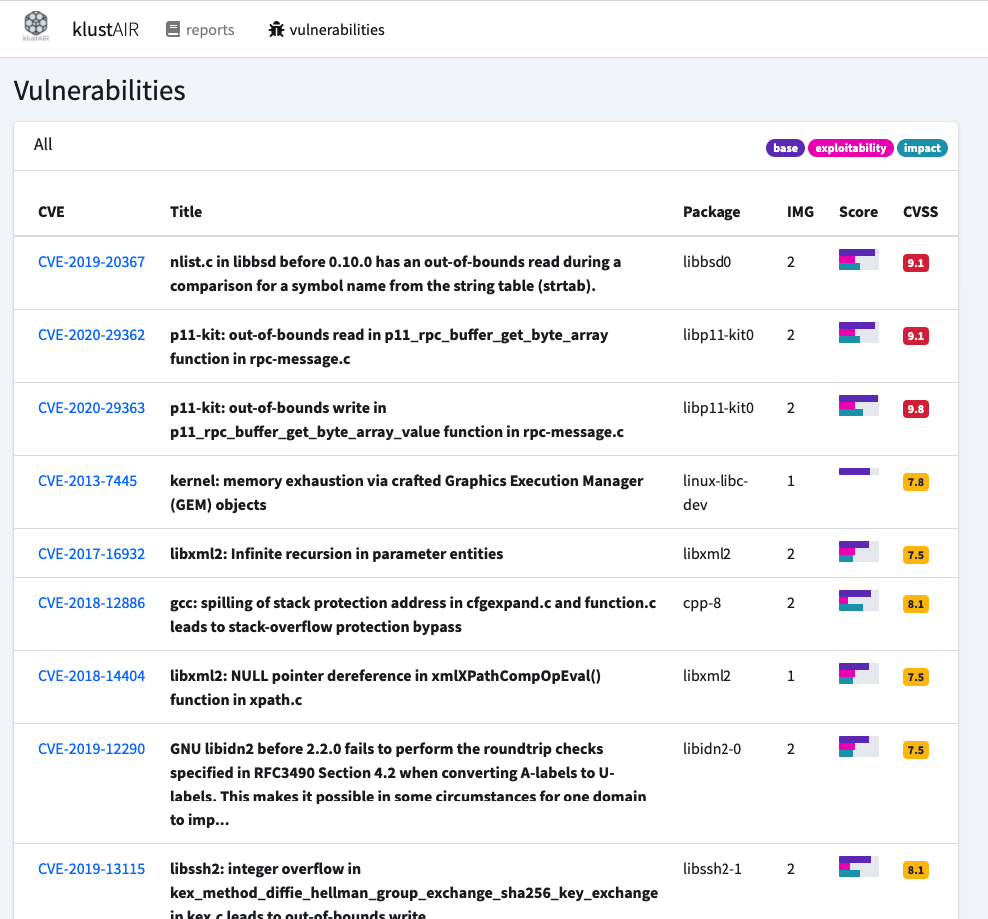 klustAIR
klustAIR reports vulnerabilities
Vulnerabilities
All base exploitability impact
CVE Title Package IMG Score CVSS
CVE-2019-20367 nlist.c in libbsd before 0.10.0 has an out-of-bounds read during a libbsd0 2 9.1
comparison for a symbol name from the string table (strtab).
CVE-2020-29362 p11-kit: out-of-bounds read in p11_rpc_buffer_get_byte_array libp11-kit0 2 9.1
function in rpc-message.c
CVE-2020-29363 p11-kit: out-of-bounds write in libp11-kit0 2 9.8
p11_rpc_buffer_get_byte_array_value function in rpc-message.c
CVE-2013-7445 kernel: memory exhaustion via crafted Graphics Execution Manager linux-libc- 1 7.8
(GEM) objects dev
CVE-2017-16932 libxml2: Infinite recursion in parameter entities libxml2 2 7.5
CVE-2018-12886 gcc: spilling of stack protection address in cfgexpand.c and function.c cpp-8 2 8.1
leads to stack-overflow protection bypass
CVE-2018-14404 libxml2: NULL pointer dereference in xmlXPathCompOpEval() libxml2 1 7.5
function in xpath.c
CVE-2019-12290 GNU libidn2 before 2.2.0 fails to perform the roundtrip checks libidn2-0 2 7.5
specified in RFC3490 Section 4.2 when converting A-labels to U-
labels. This makes it possible in some circumstances for one domain
to imp...
CVE-2019-13115 libssh2: integer overflow in libssh2-1 2 8.1
kex_method_diffie_hellman_group_exchange_sha256_key_exchange
in kex.c leads to out-of-bounds write